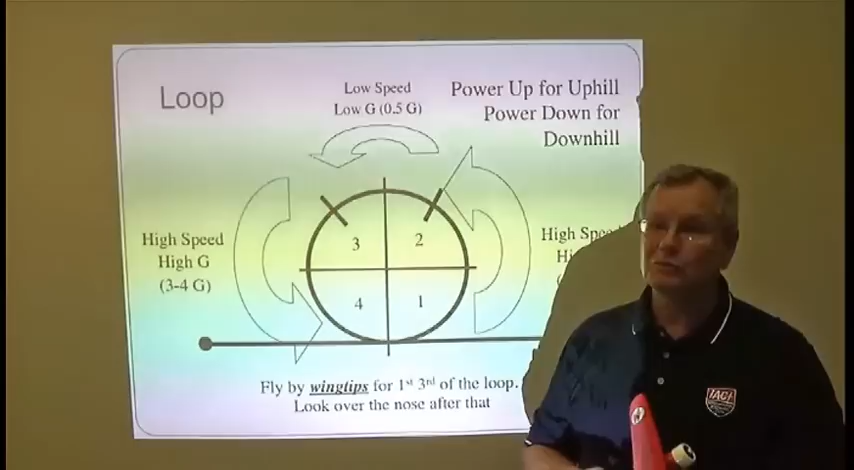 Loop
Low Speed
Low G (0.5 G)
Power Up for Uphill
Power Down for
Downhill
High Speed
High G
(3-4 G)
3
2
4
1
High
Fly by wingtips for 1st 3rd of the loop.
Look over the nose after that
IAC